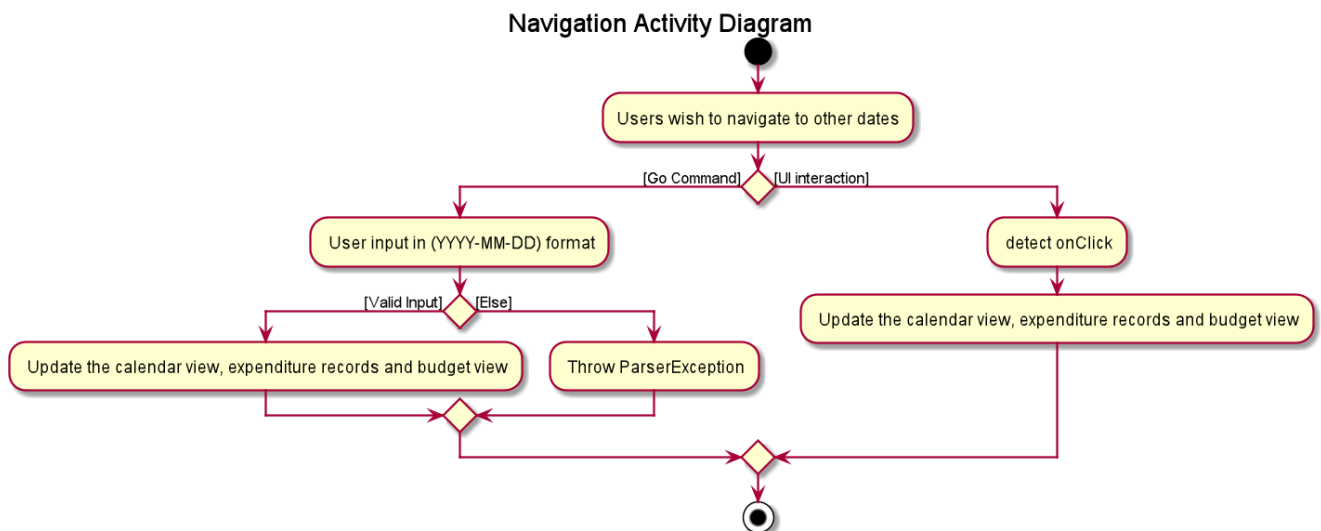 Navigation Activity Diagram
Users wish to navigate to other dates
[Go Command]
[UI interaction]
User input in (YYYY-MM-DD) format
detect onClick
[Valid Input]
[Else]
Update the calendar view, expenditure records and budget view
Update the calendar view, expenditure records and budget view
Throw ParserException